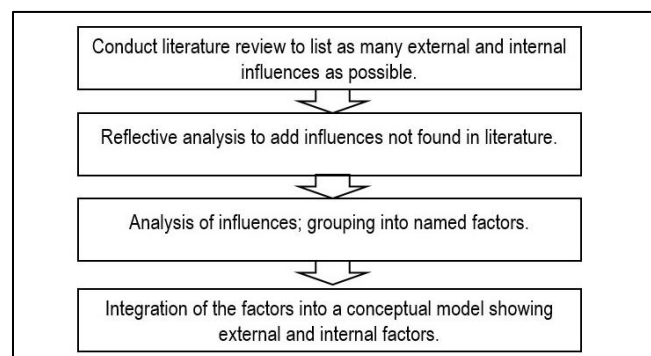 Conduct literature review to list as many external and internal
influences as possible.
Reflective analysis to add influences not found in literature.
Analysis of influences; grouping into named factors.
Integration of the factors into a conceptual model showing
external and internal factors.